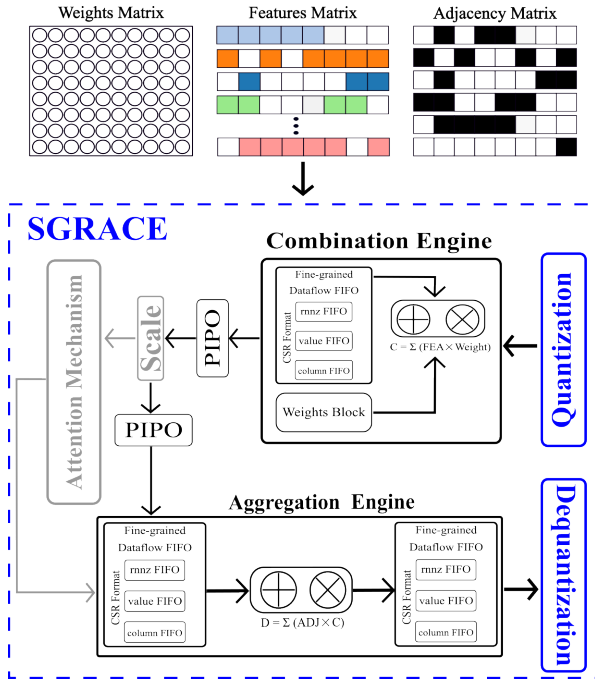 Weights Matrix
Features Matrix
Adjacency Matrix
SGRACE
Combination Engine
Fine-grained
Dataflow FIFO
CSR Format
rnnz FIFO
value FIFO
column FIFO
C = Σ (FEA×Weight)
Weights Block
Quantization
PIPO
Scale
Attention Mechanism
PIPO
Aggregation Engine
Fine-grained
Dataflow FIFO
CSR Format
rnnz FIFO
value FIFO
column FIFO
D = Σ (ADJ×C)
Fine-grained
Dataflow FIFO
CSR Format
rnnz FIFO
value FIFO
column FIFO
Dequantization